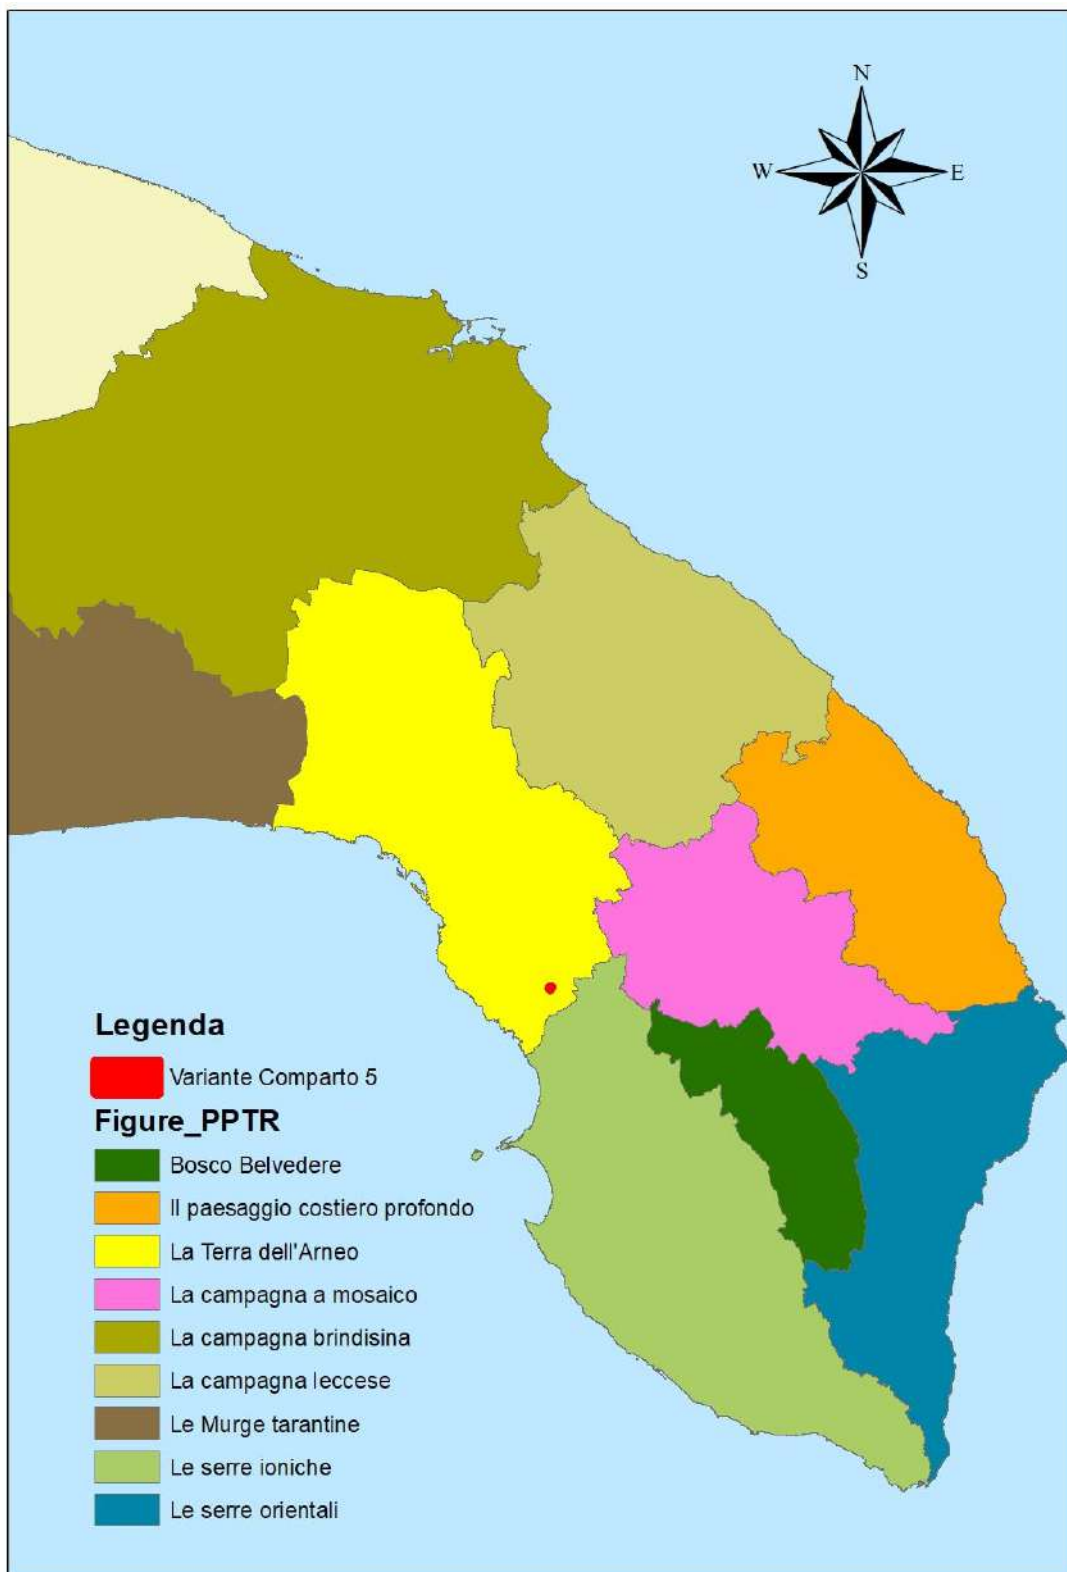 N
W E
S
Legenda
Variante Comparto 5
Figure_PPTR
Bosco Belvedere
Il paesaggio costiero profondo
La Terra dell'Arneo
La campagna a mosaico
La campagna brindisina
La campagna leccese
Le Murge tarantine
Le serre ioniche
Le serre orientali